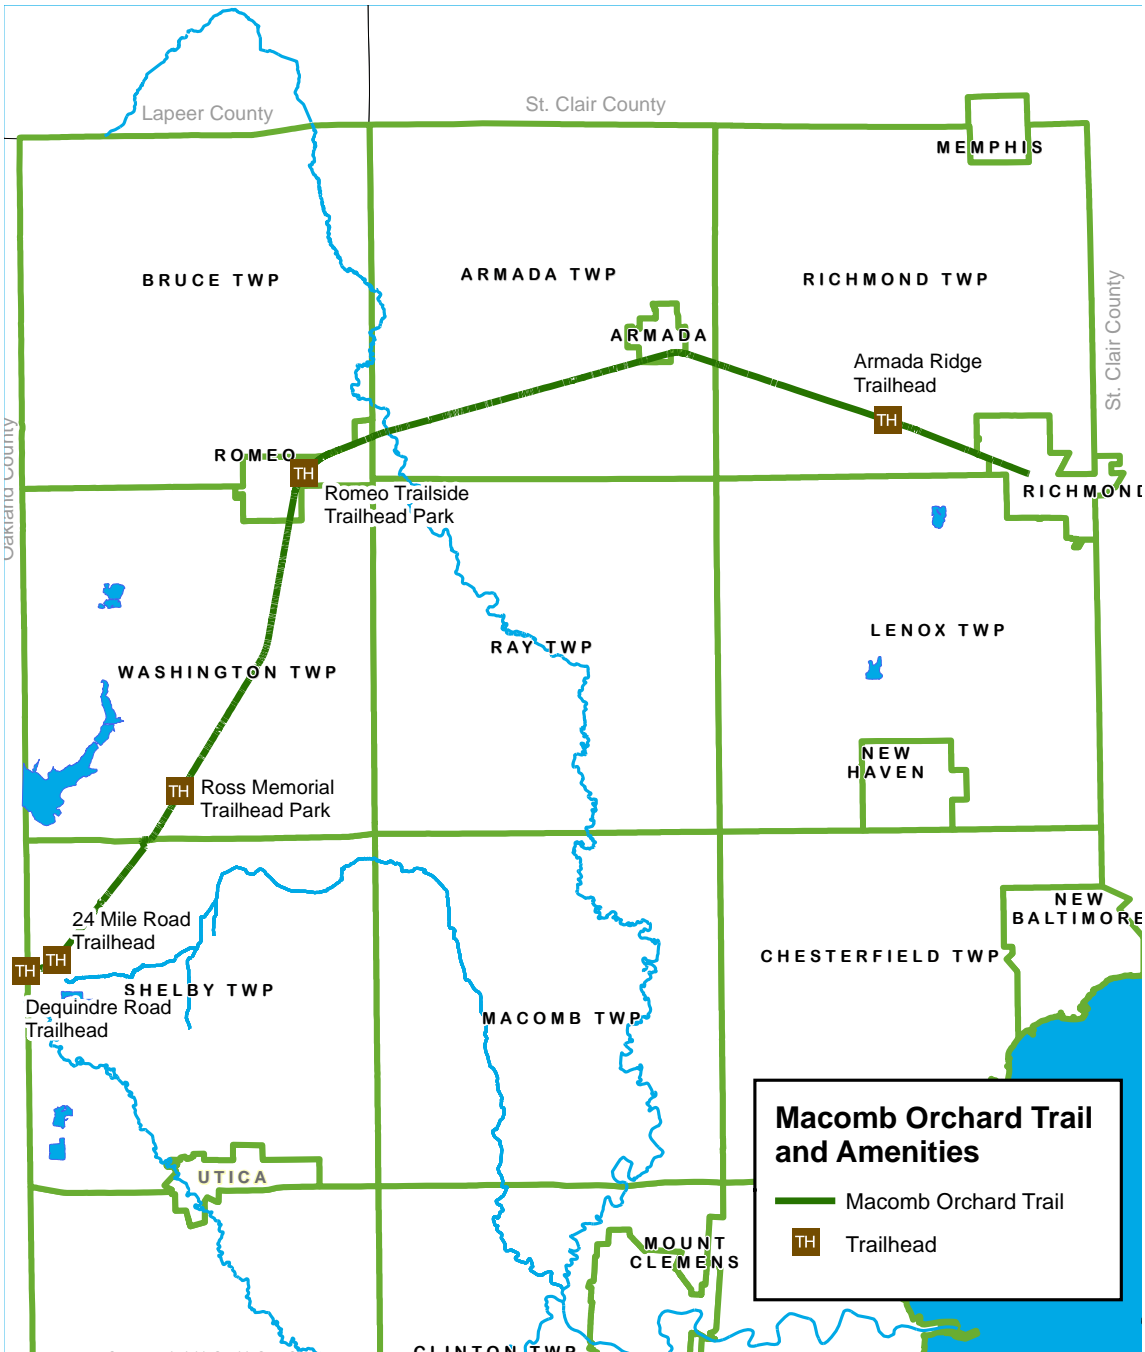 Lapeer County
St. Clair County
MEMPHIS
BRUCE TWP
ARMADA TWP
RICHMOND TWP
St. Clair County
ARMADA
Armada Ridge
Trailhead
Oakland County
ROMEO
TH
TH
Romeo Trailside
Trailhead Park
RICHMOND
RAY TWP
LENOX TWP
WASHINGTON TWP
NEW
HAVEN
TH
Ross Memorial
Trailhead Park
24 Mile Road
Trailhead
NEW
BALTIMORE
TH
TH
CHESTERFIELD TWP
SHELBY TWP
Dequindre Road
Trailhead
MACOMB TWP
Macomb Orchard Trail
and Amenities
Macomb Orchard Trail
TH
Trailhead
UTICA
MOUNT
CLEMENS
CLINTON TWP